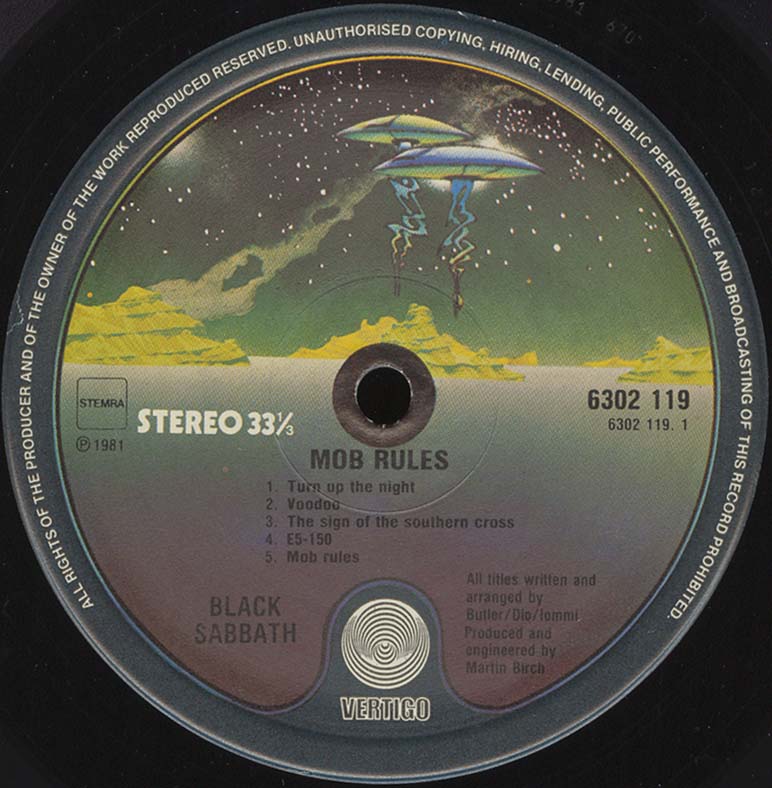 ALL RIGHTS OF THE PRODUCER AND OF THE OWNER OF THE WORK REPRODUCED RESERVED. UNAUTHORISED COPYING, HIRING, LENDING, PUBLIC PERFORMANCE AND BROADCASTING OF THIS RECORD PROHIBITED.
STEMRA
STEREO 33⅓
℗ 1981
6302 119
6302 119. 1
MOB RULES
1. Turn up the night
2. Voodoo
3. The sign of the southern cross
4. E5-150
5. Mob rules
BLACK
SABBATH
All titles written and
arranged by
Butler/Dio/Iommi
Produced and
engineered by
Martin Birch
VERTIGO